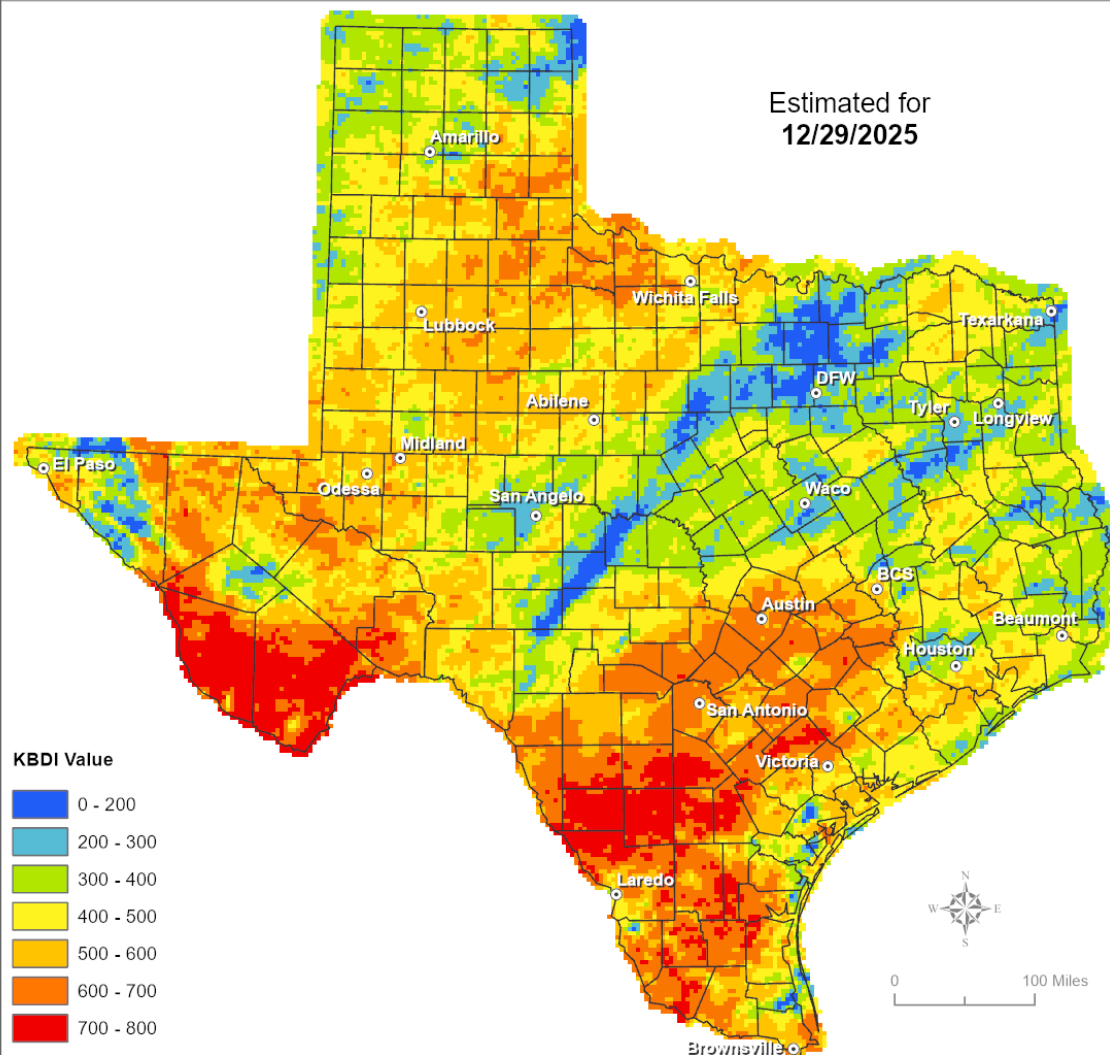 Estimated for
12/29/2025
Amarillo
Wichita Falls
Lubbock
Texarkana
DFW
Abilene
Tyler
Longview
Midland
El Paso
Odessa
San Angelo
Waco
BCS
Austin
Beaumont
Houston
San Antonio
Victoria
Laredo
Brownsville
KBDI Value
0 - 200
200 - 300
300 - 400
400 - 500
500 - 600
600 - 700
700 - 800
N
W E
S
0 100 Miles